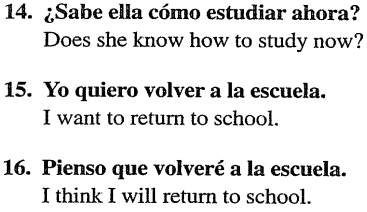 14. ¿Sabe ella cómo estudiar ahora?
Does she know how to study now?
15. Yo quiero volver a la escuela.
I want to return to school.
16. Pienso que volveré a la escuela.
I think I will return to school.